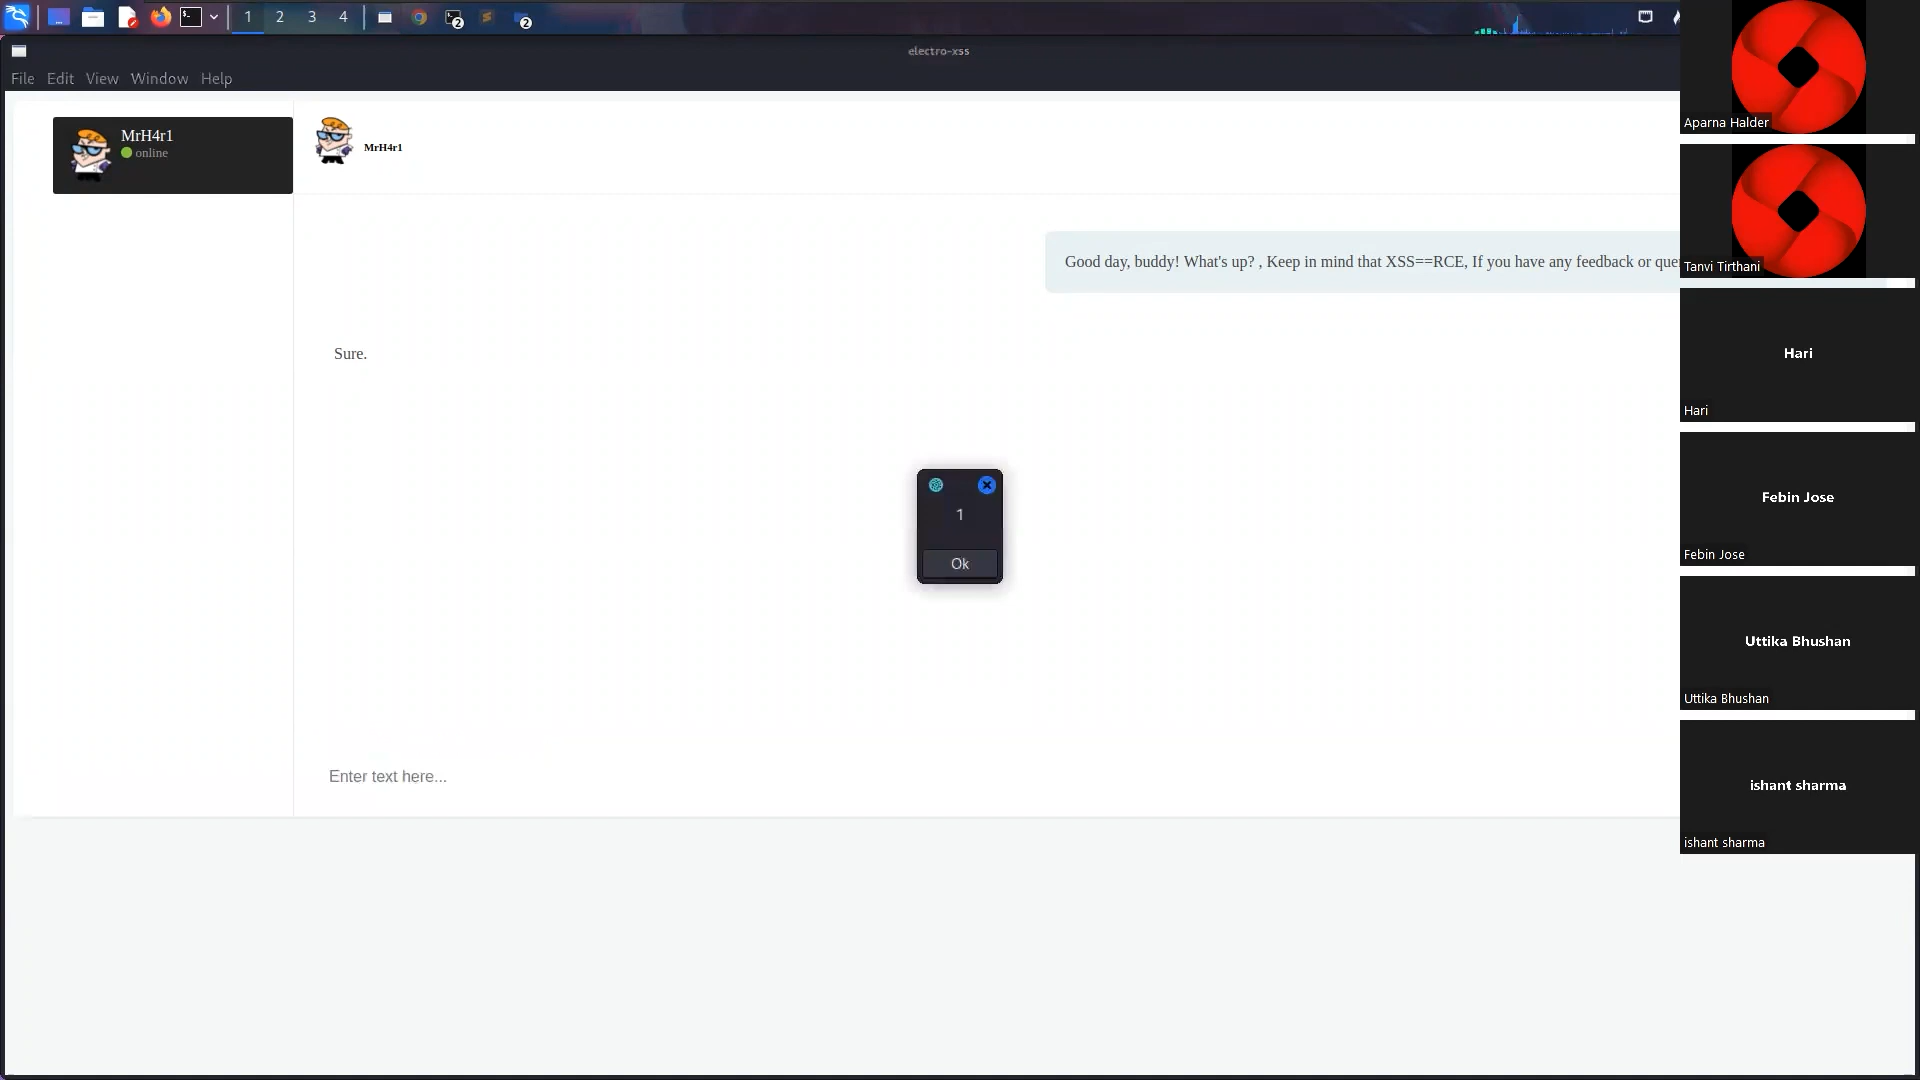 1 2 3 4
2
2
electro-xss
File Edit View Window Help
MrH4r1
online
MrH4r1
Good day, buddy! What's up? , Keep in mind that XSS==RCE, If you have any feedback or que
Sure.
1
Ok
Enter text here...
Aparna Halder
Tanvi Tirthani
Hari
Hari
Febin Jose
Febin Jose
Uttika Bhushan
Uttika Bhushan
ishant sharma
ishant sharma